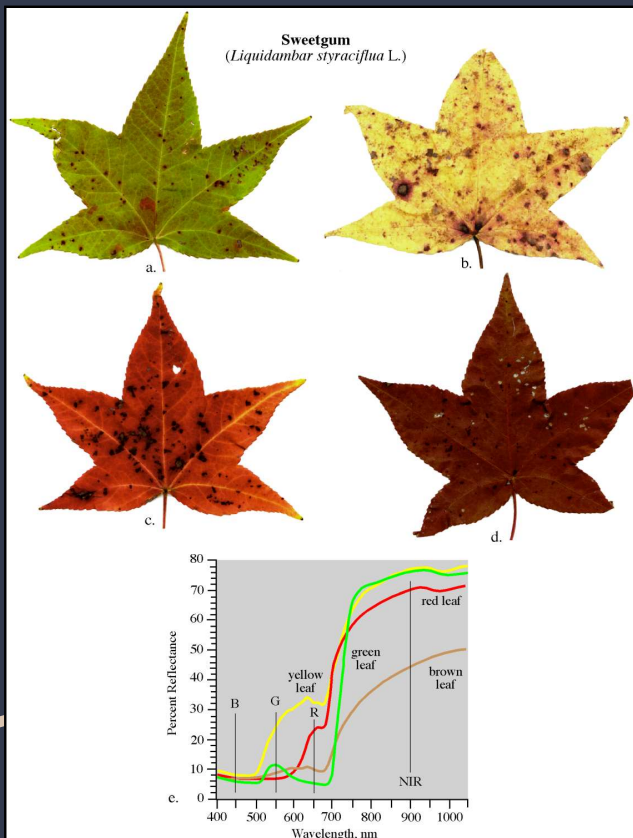 Sweetgum
(Liquidambar styraciflua L.)
a.
b.
c.
d.
80
70
60
50
40
30
20
10
0
Percent Reflectance
B
G
R
NIR
yellow
leaf
green
leaf
red leaf
brown
leaf
e.
400 500 600 700 800 900 1000
Wavelength, nm